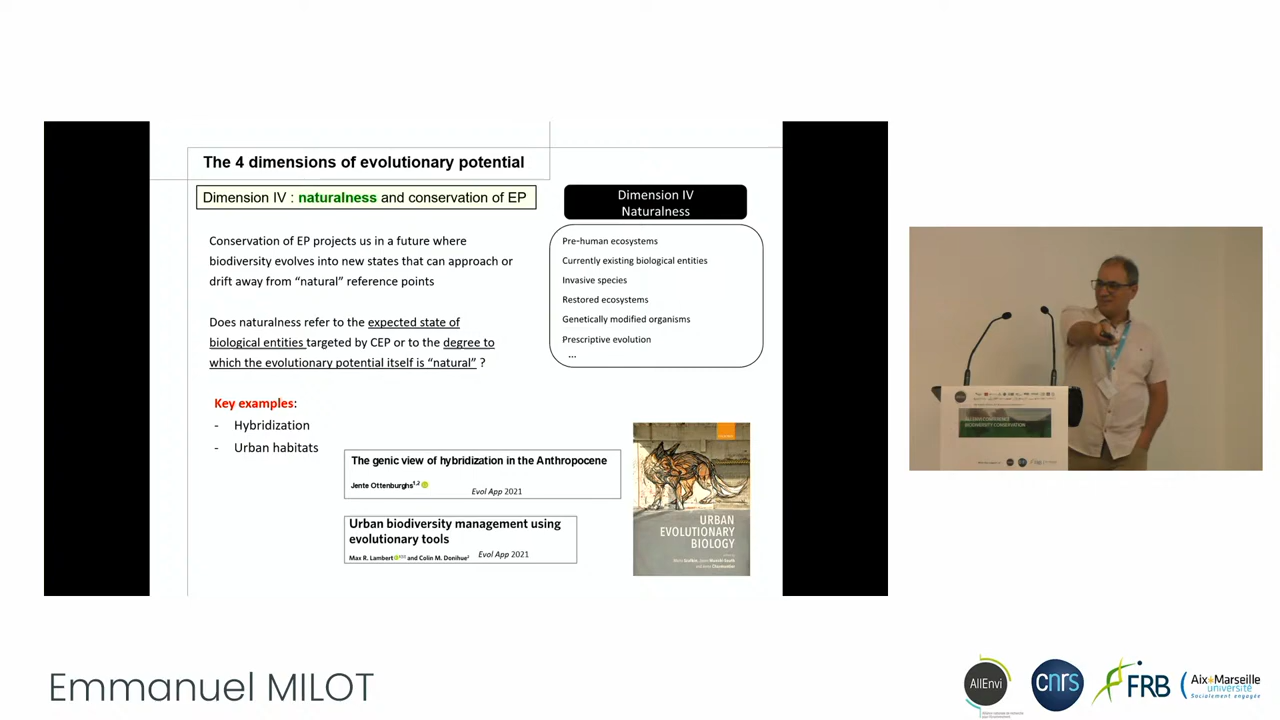 The 4 dimensions of evolutionary potential
Dimension IV : naturalness and conservation of EP
Conservation of EP projects us in a future where
biodiversity evolves into new states that can approach or
drift away from “natural” reference points
Does naturalness refer to the expected state of
biological entities targeted by CEP or to the degree to
which the evolutionary potential itself is “natural” ?
Key examples:
- Hybridization
- Urban habitats
Dimension IV
Naturalness
Pre-human ecosystems
Currently existing biological entities
Invasive species
Restored ecosystems
Genetically modified organisms
Prescriptive evolution
...
The genic view of hybridization in the Anthropocene
Jente Ottenburghs1,2
Evol App 2021
Urban biodiversity management using
evolutionary tools
Max R. Lambert and Colin M. Donihue
Evol App 2021
URBAN
EVOLUTIONARY
BIOLOGY
BIODIVERSITY CONSERVATION
Emmanuel MILOT
AllEnvi
cnrs
FRB
Aix*Marseille
université
Socialement engagée